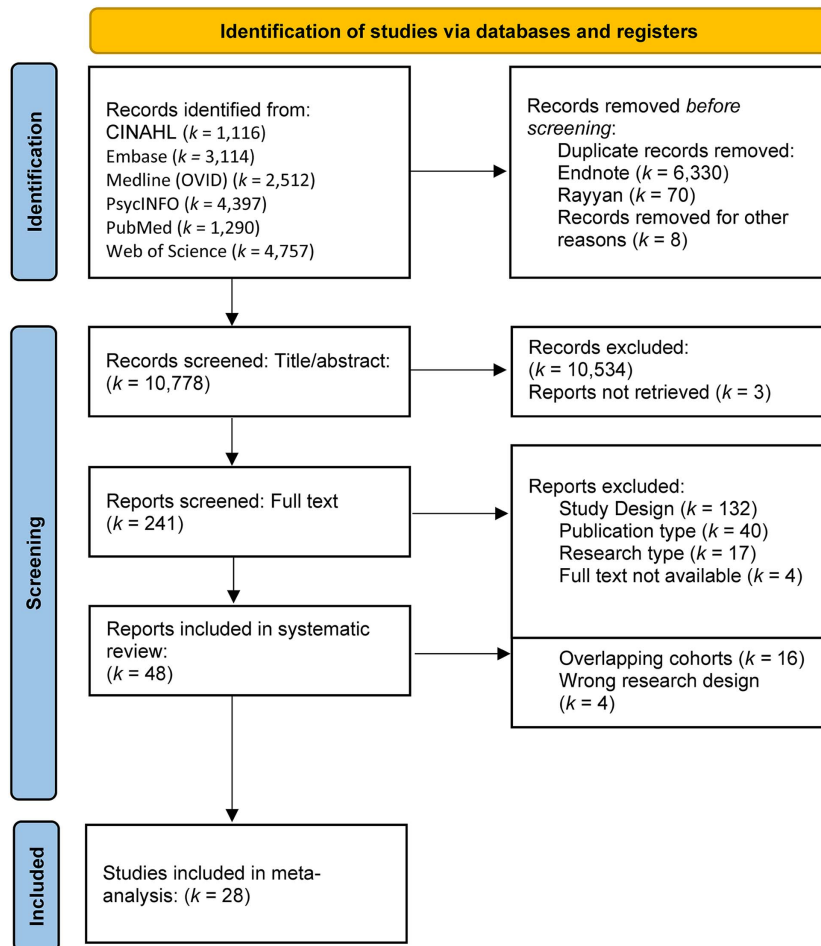 Identification of studies via databases and registers
Identification
Records identified from:
CINAHL (k = 1,116)
Embase (k = 3,114)
Medline (OVID) (k = 2,512)
PsycINFO (k = 4,397)
PubMed (k = 1,290)
Web of Science (k = 4,757)
Records removed before
screening:
Duplicate records removed:
Endnote (k = 6,330)
Rayyan (k = 70)
Records removed for other
reasons (k = 8)
Screening
Records screened: Title/abstract:
(k = 10,778)
Records excluded:
(k = 10,534)
Reports not retrieved (k = 3)
Reports screened: Full text
(k = 241)
Reports excluded:
Study Design (k = 132)
Publication type (k = 40)
Research type (k = 17)
Full text not available (k = 4)
Reports included in systematic
review:
(k = 48)
Overlapping cohorts (k = 16)
Wrong research design
(k = 4)
Included
Studies included in meta-
analysis: (k = 28)